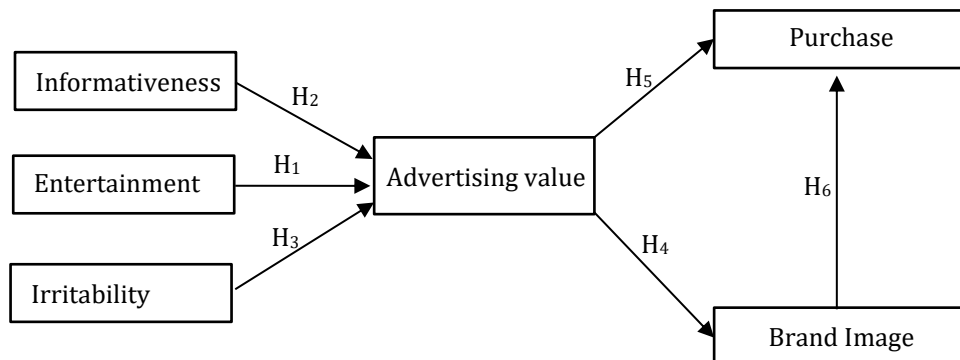 Purchase
Informativeness
H5
H2
Entertainment
H1
Advertising value
H6
H3
H4
Irritability
Brand Image